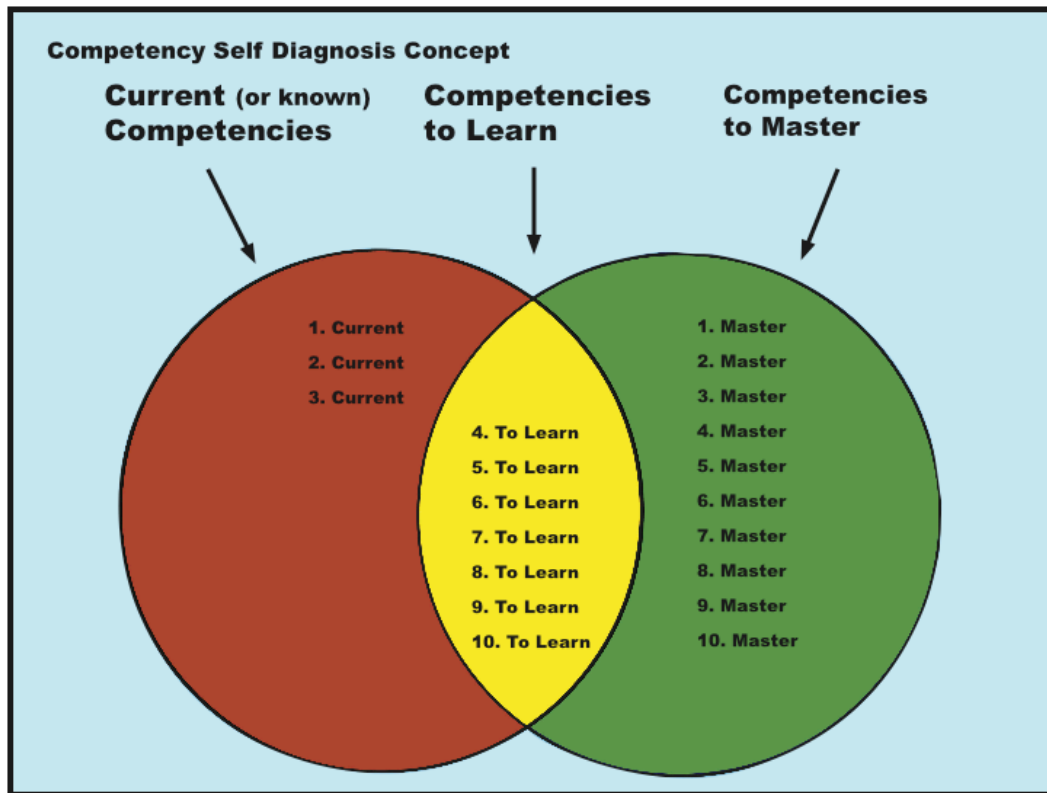 Competency Self Diagnosis Concept
Current (or known)
Competencies
Competencies
to Learn
Competencies
to Master
1. Current
2. Current
3. Current
4. To Learn
5. To Learn
6. To Learn
7. To Learn
8. To Learn
9. To Learn
10. To Learn
1. Master
2. Master
3. Master
4. Master
5. Master
6. Master
7. Master
8. Master
9. Master
10. Master